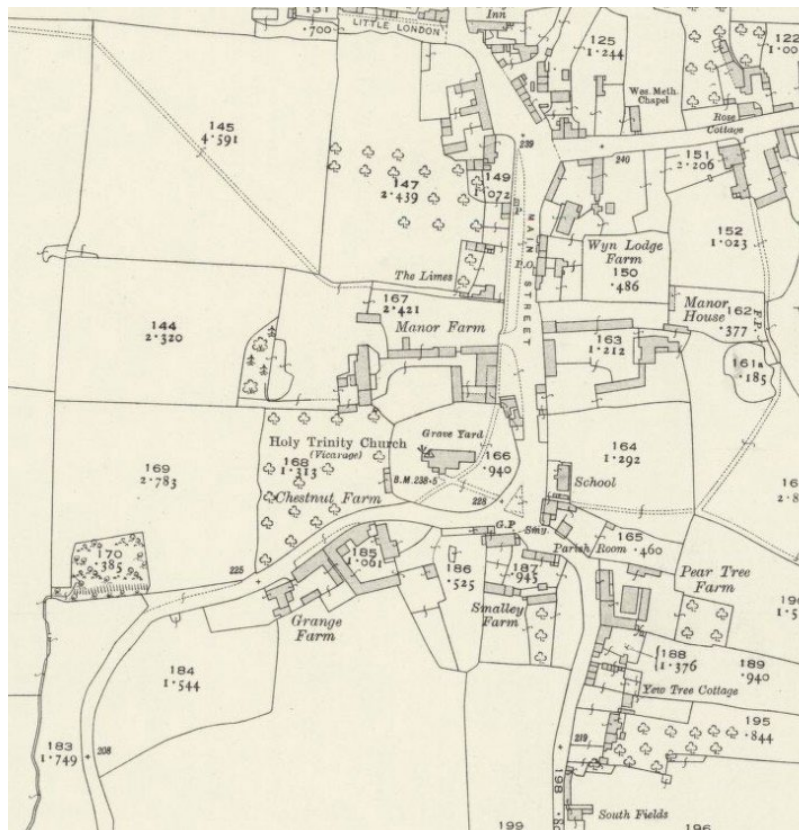 131
.700
LITTLE LONDON
Inn
125
1.244
122
Wes. Meth.
Chapel
Rose
Cottage
145
4.591
239
240
147
2.439
149
1.072
151
2.206
152
1.023
MAIN STREET
P.O.
Wyn Lodge
Farm
150
.486
The Limes
167
2.421
Manor Farm
Manor
House
162
.377
F.P.
144
2.320
163
1.212
161a
.185
Grave Yard
Holy Trinity Church
(Vicarage)
168
1.313
B.M. 238.5
166
.940
164
1.292
169
2.783
Chestnut Farm
228
School
G.P.
Smy.
170
.385
185
1.061
186
.525
187
.945
165
.460
Parish Room
225
Pear Tree
Farm
Grange
Farm
Smalley
Farm
184
1.544
188
1.376
189
.940
Yew Tree Cottage
195
.844
183
1.749
208
219
198
South Fields
199
196